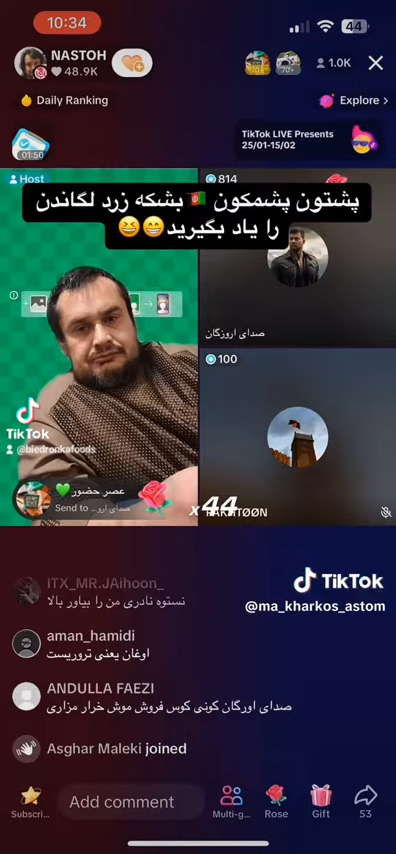 10:34
44
NASTOH
48.9K
70+
70+
1.0K
Daily Ranking
Explore >
01:50
TikTok LIVE Presents
25/01-15/02
Host
814
پشتون پشمکون 🇦🇫 بشکه زرد لگاندن
را یاد بگیرید😁😆
صدای اروزگان
100
TikTok
@biedronkafoods
عصر حضور💚
Send to صدای ارو...
x44
TikTok
@ma_kharkos_astom
ITX_MR.JAihoon_
نستوه نادری من را بیاور بالا
aman_hamidi
اوغان یعنی تروریست
ANDULLA FAEZI
صدای اورگان کونی کوس فروش موش خرار مزاری
Asghar Maleki joined
Subscri...
Add comment
Multi-g...
Rose
Gift
53